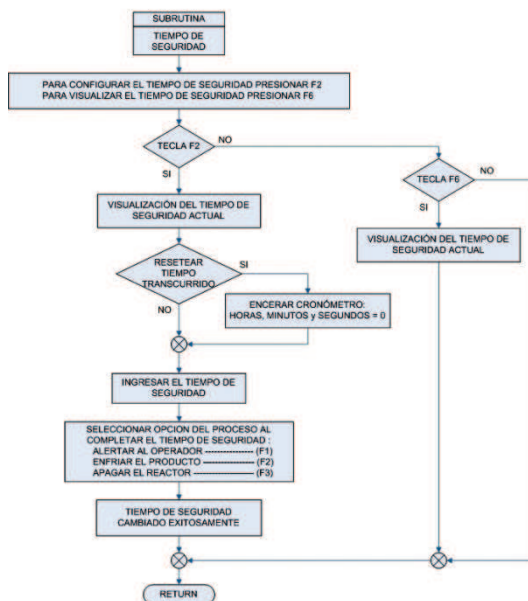 SUBRUTINA
TIEMPO DE
SEGURIDAD
PARA CONFIGURAR EL TIEMPO DE SEGURIDAD PRESIONAR F2
PARA VISUALIZAR EL TIEMPO DE SEGURIDAD PRESIONAR F6
TECLA F2
NO
SI
TECLA F6
NO
SI
VISUALIZACIÓN DEL TIEMPO DE
SEGURIDAD ACTUAL
VISUALIZACIÓN DEL TIEMPO DE
SEGURIDAD ACTUAL
RESETEAR
TIEMPO
TRANSCURRIDO
SI
NO
ENCERAR CRONÓMETRO:
HORAS, MINUTOS y SEGUNDOS = 0
INGRESAR EL TIEMPO DE
SEGURIDAD
SELECCIONAR OPCION DEL PROCESO AL
COMPLETAR EL TIEMPO DE SEGURIDAD :
ALERTAR AL OPERADOR ---------------- (F1)
ENFRIAR EL PRODUCTO ---------------- (F2)
APAGAR EL REACTOR ------------------- (F3)
TIEMPO DE SEGURIDAD
CAMBIADO EXITOSAMENTE
RETURN